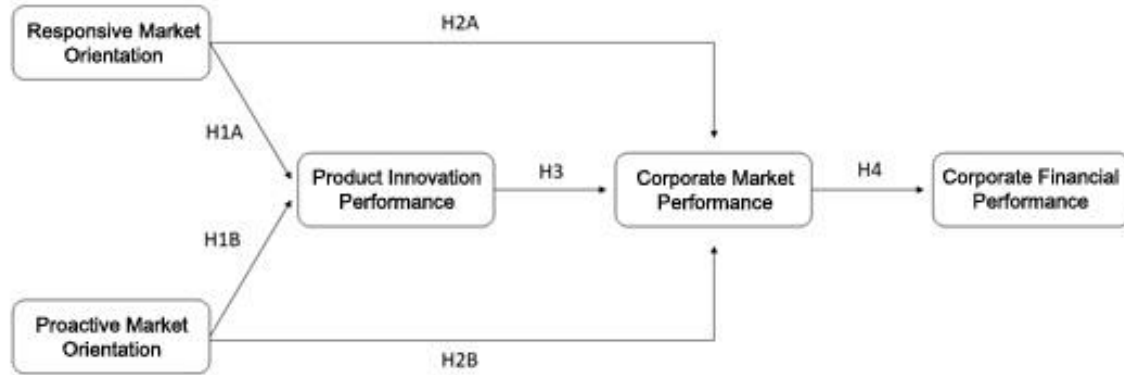 Responsive Market
Orientation
H2A
H1A
Product Innovation
Performance
H3
Corporate Market
Performance
H4
Corporate Financial
Performance
H1B
Proactive Market
Orientation
H2B